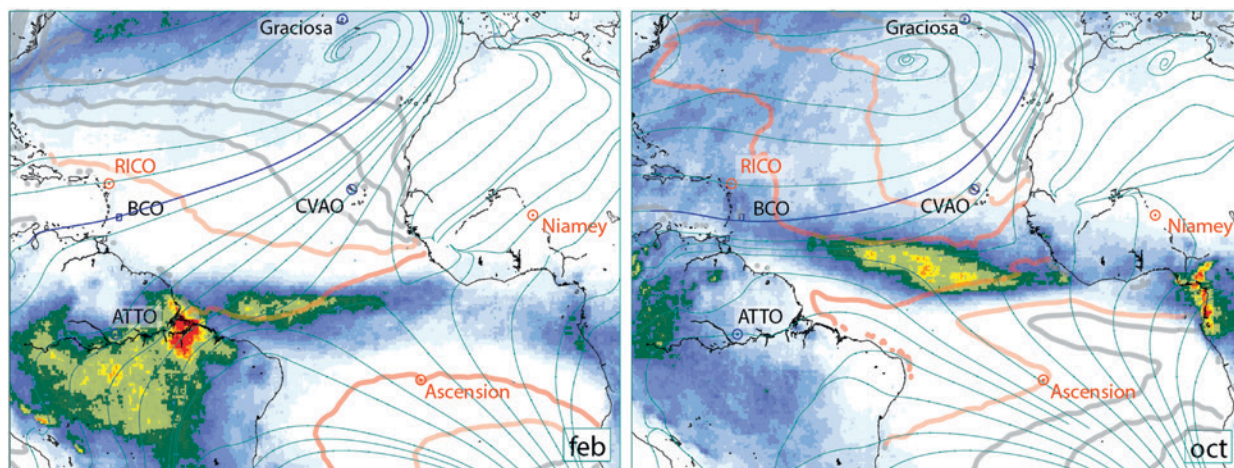 Graciosa
RICO
BCO
CVAO
Niamey
ATTO
Ascension
feb
Graciosa
RICO
BCO
CVAO
Niamey
ATTO
Ascension
oct